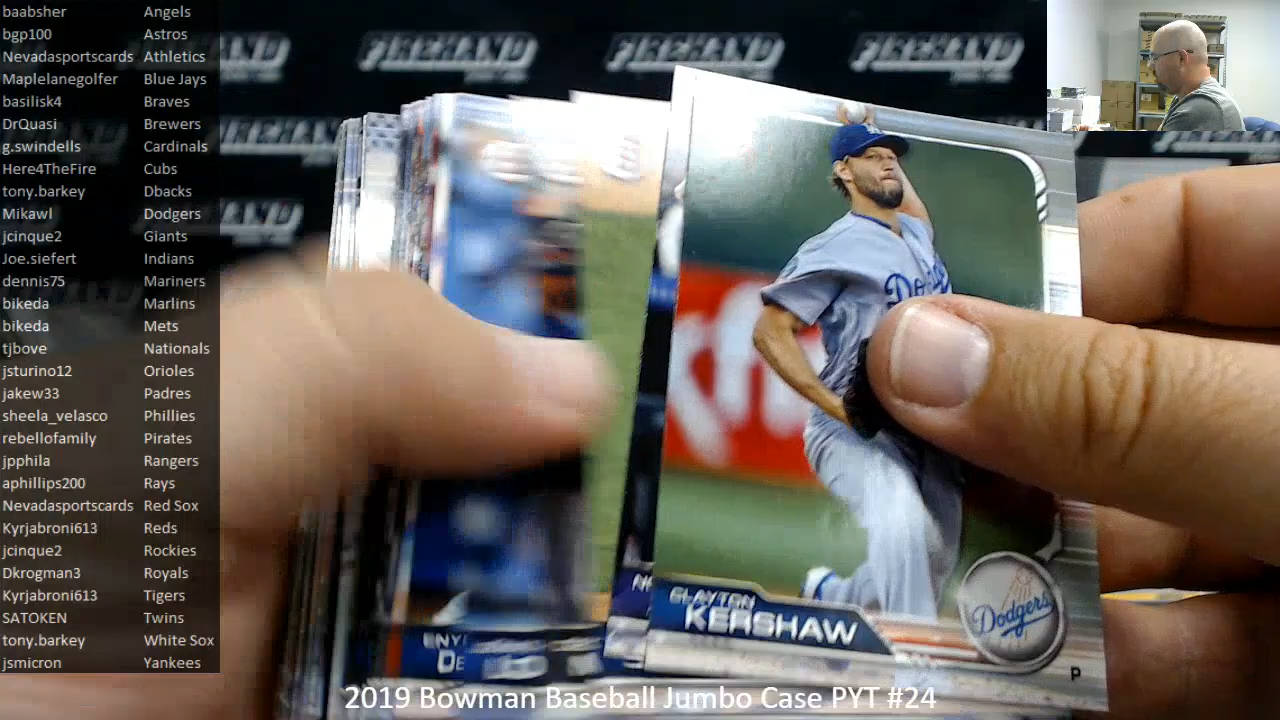 baabsher Angels
bgp100 Astros
Nevadasportscards Athletics
Maplelanegolfer Blue Jays
basilisk4 Braves
DrQuasi Brewers
g.swindells Cardinals
Here4TheFire Cubs
tony.barkey Dbacks
Mikawl Dodgers
jcinque2 Giants
Joe.siefert Indians
dennis75 Mariners
bikeda Marlins
bikeda Mets
tjbove Nationals
jsturino12 Orioles
jakew33 Padres
sheela_velasco Phillies
rebellofamily Pirates
jpphila Rangers
aphillips200 Rays
Nevadasportscards Red Sox
Kyrjabroni613 Reds
jcinque2 Rockies
Dkrogman3 Royals
Kyrjabroni613 Tigers
SATOKEN Twins
tony.barkey White Sox
jsmicron Yankees
FIREHAND FIREHAND FIREHAND
CLAYTON
KERSHAW
Dodgers
P
2019 Bowman Baseball Jumbo Case PYT #24